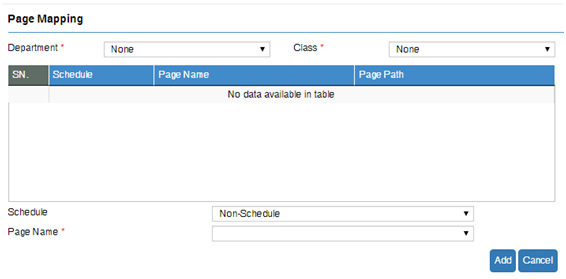 Page Mapping
Department * None Class * None
SN. Schedule Page Name Page Path
No data available in table
Schedule Non-Schedule
Page Name *
Add Cancel